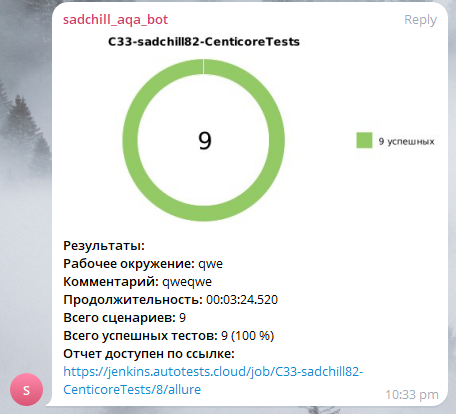 sadchill_aqa_bot
Reply
C33-sadchill82-CenticoreTests
9
9 успешных
Результаты:
Рабочее окружение: qwe
Комментарий: qweqwe
Продолжительность: 00:03:24.520
Всего сценариев: 9
Всего успешных тестов: 9 (100 %)
Отчет доступен по ссылке:
https://jenkins.autotests.cloud/job/C33-sadchill82-
CenticoreTests/8/allure
S
10:33 pm